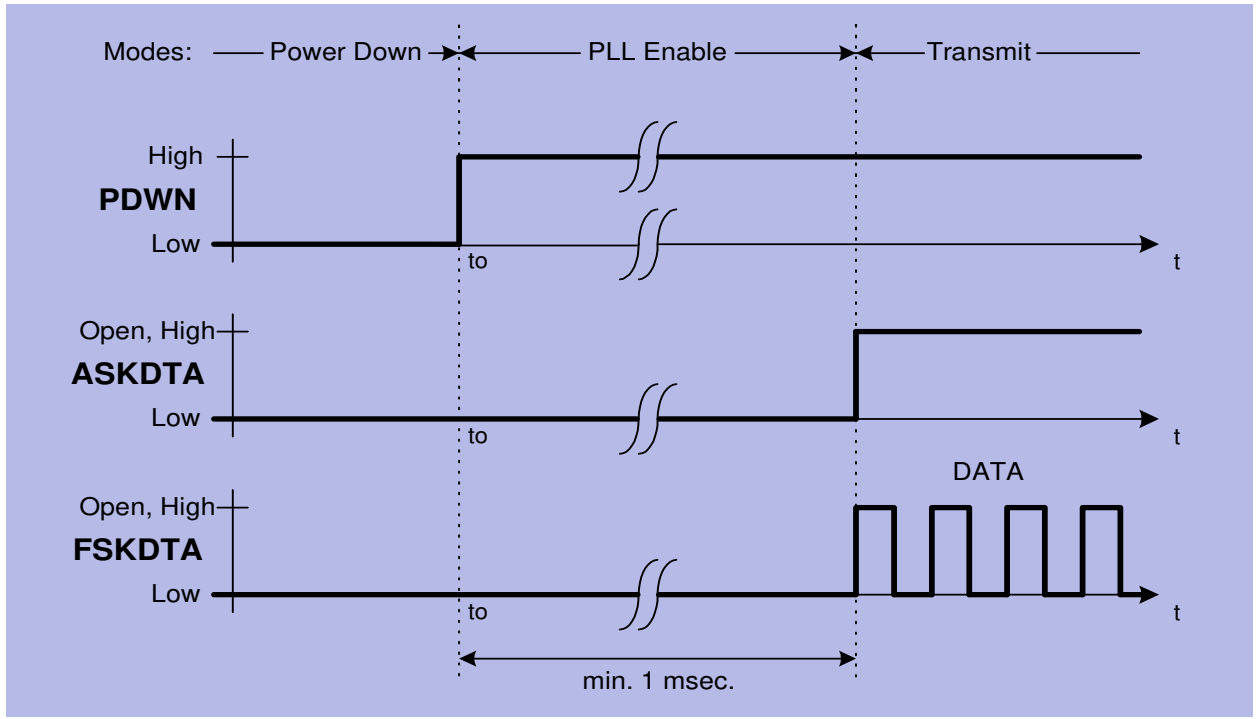 Modes: Power Down PLL Enable Transmit
High
PDWN
Low
to
t
Open, High
ASKDTA
Low
to
t
DATA
Open, High
FSKDTA
Low
to
t
min. 1 msec.